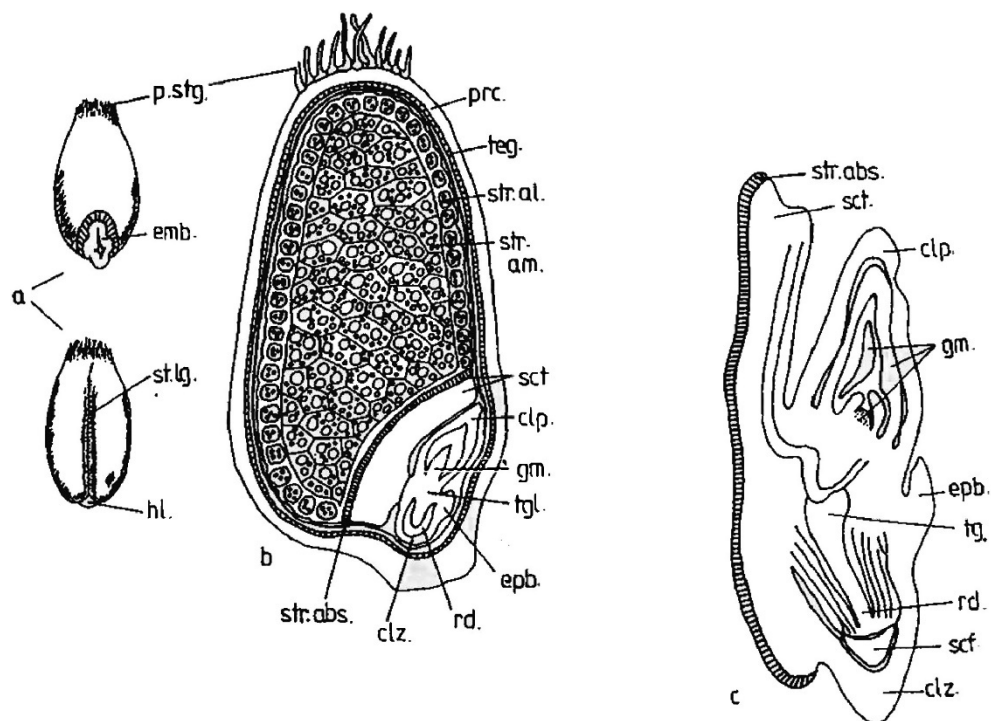 p.stg.
emb.
a
st.lg.
hl.
prc.
teg.
str.al.
str.
am.
sct
clp.
gm.
tgl.
epb.
rd.
clz.
str.abs.
b
str.abs.
sct.
clp.
gm.
epb.
tg.
rd.
scf.
clz.
c